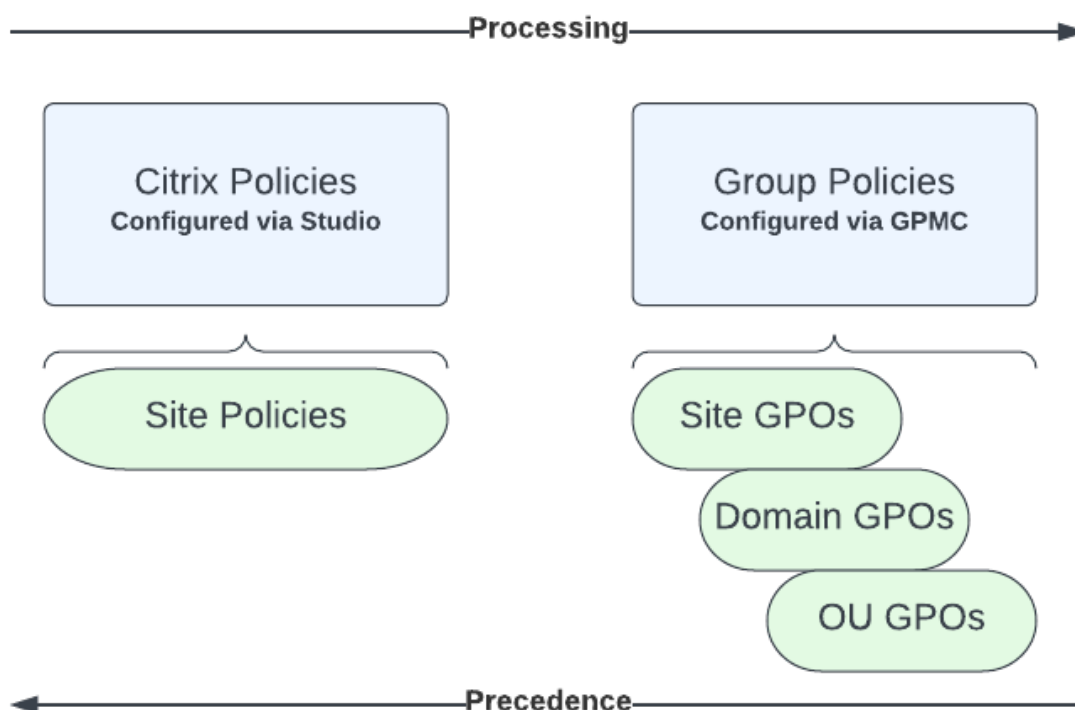 Processing
Citrix Policies
Configured via Studio
Group Policies
Configured via GPMC
Site Policies
Site GPOs
Domain GPOs
OU GPOs
Precedence